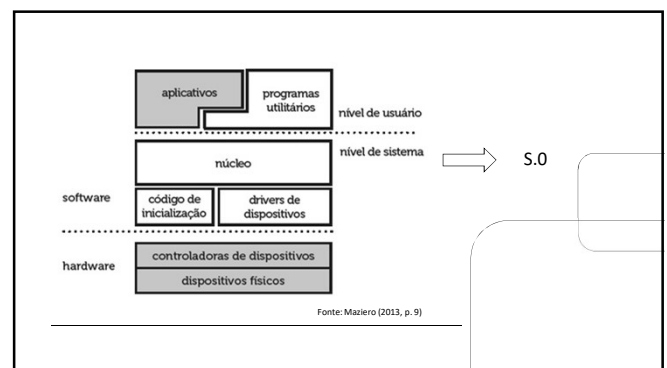 aplicativos
programas
utilitários
nível de usuário
núcleo
nível de sistema
S.0
software
código de
inicialização
drivers de
dispositivos
hardware
controladoras de dispositivos
dispositivos físicos
Fonte: Maziero (2013, p. 9)